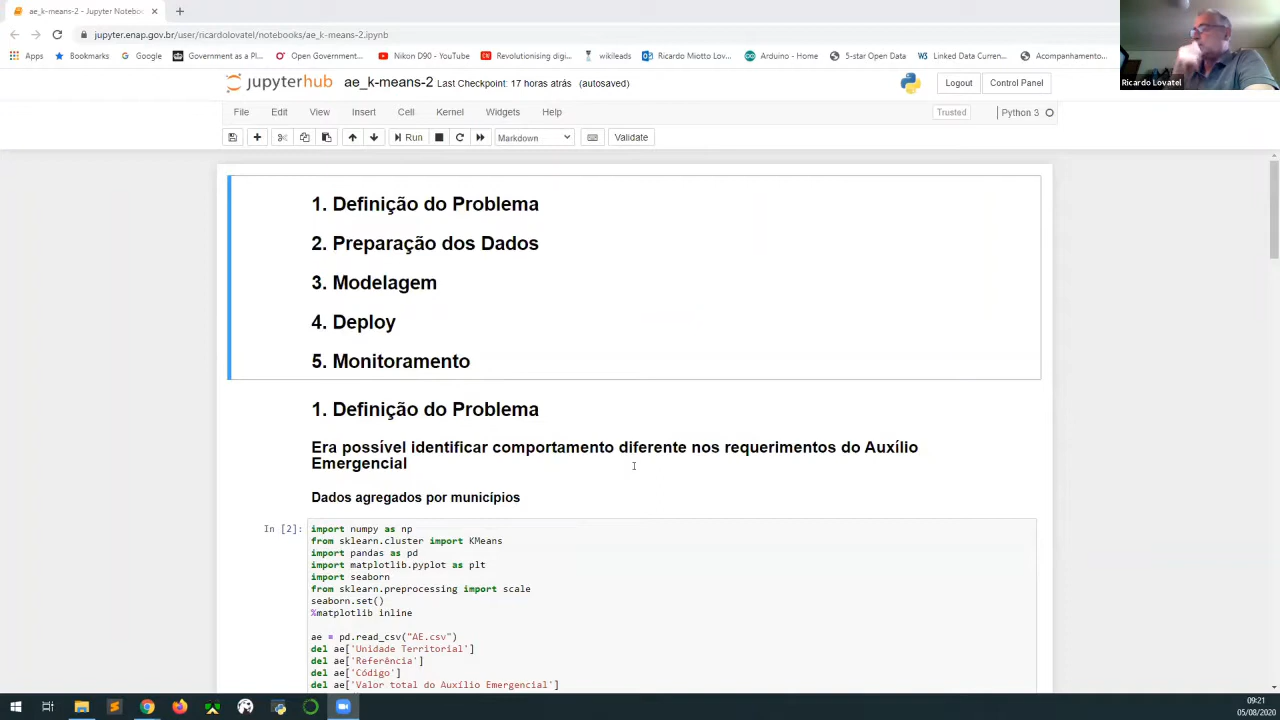 ae_k-means-2 - Jupyter Noteboo
jupyter.enap.gov.br/user/ricardolovatel/notebooks/ae_k-means-2.ipynb
Apps Bookmarks Google Government as a Pl... Open Government... Nikon D90 - YouTube Revolutionising digi... wikileads Ricardo Miotto Lov... Arduino - Home 5-star Open Data Linked Data Curren... Acompanhamento...
Ricardo Lovatel
jupyterhub ae_k-means-2 Last Checkpoint: 17 horas atrás (autosaved) Logout Control Panel
File Edit View Insert Cell Kernel Widgets Help Trusted Python 3
Run Markdown Validate
1. Definição do Problema
2. Preparação dos Dados
3. Modelagem
4. Deploy
5. Monitoramento
1. Definição do Problema
Era possível identificar comportamento diferente nos requerimentos do Auxílio
Emergencial
Dados agregados por municípios
In [2]:
import numpy as np
from sklearn.cluster import KMeans
import pandas as pd
import matplotlib.pyplot as plt
import seaborn
from sklearn.preprocessing import scale
seaborn.set()
%matplotlib inline
ae = pd.read_csv("AE.csv")
del ae['Unidade Territorial']
del ae['Referência']
del ae['Código']
del ae['Valor total do Auxílio Emergencial']
09:21
05/08/2020